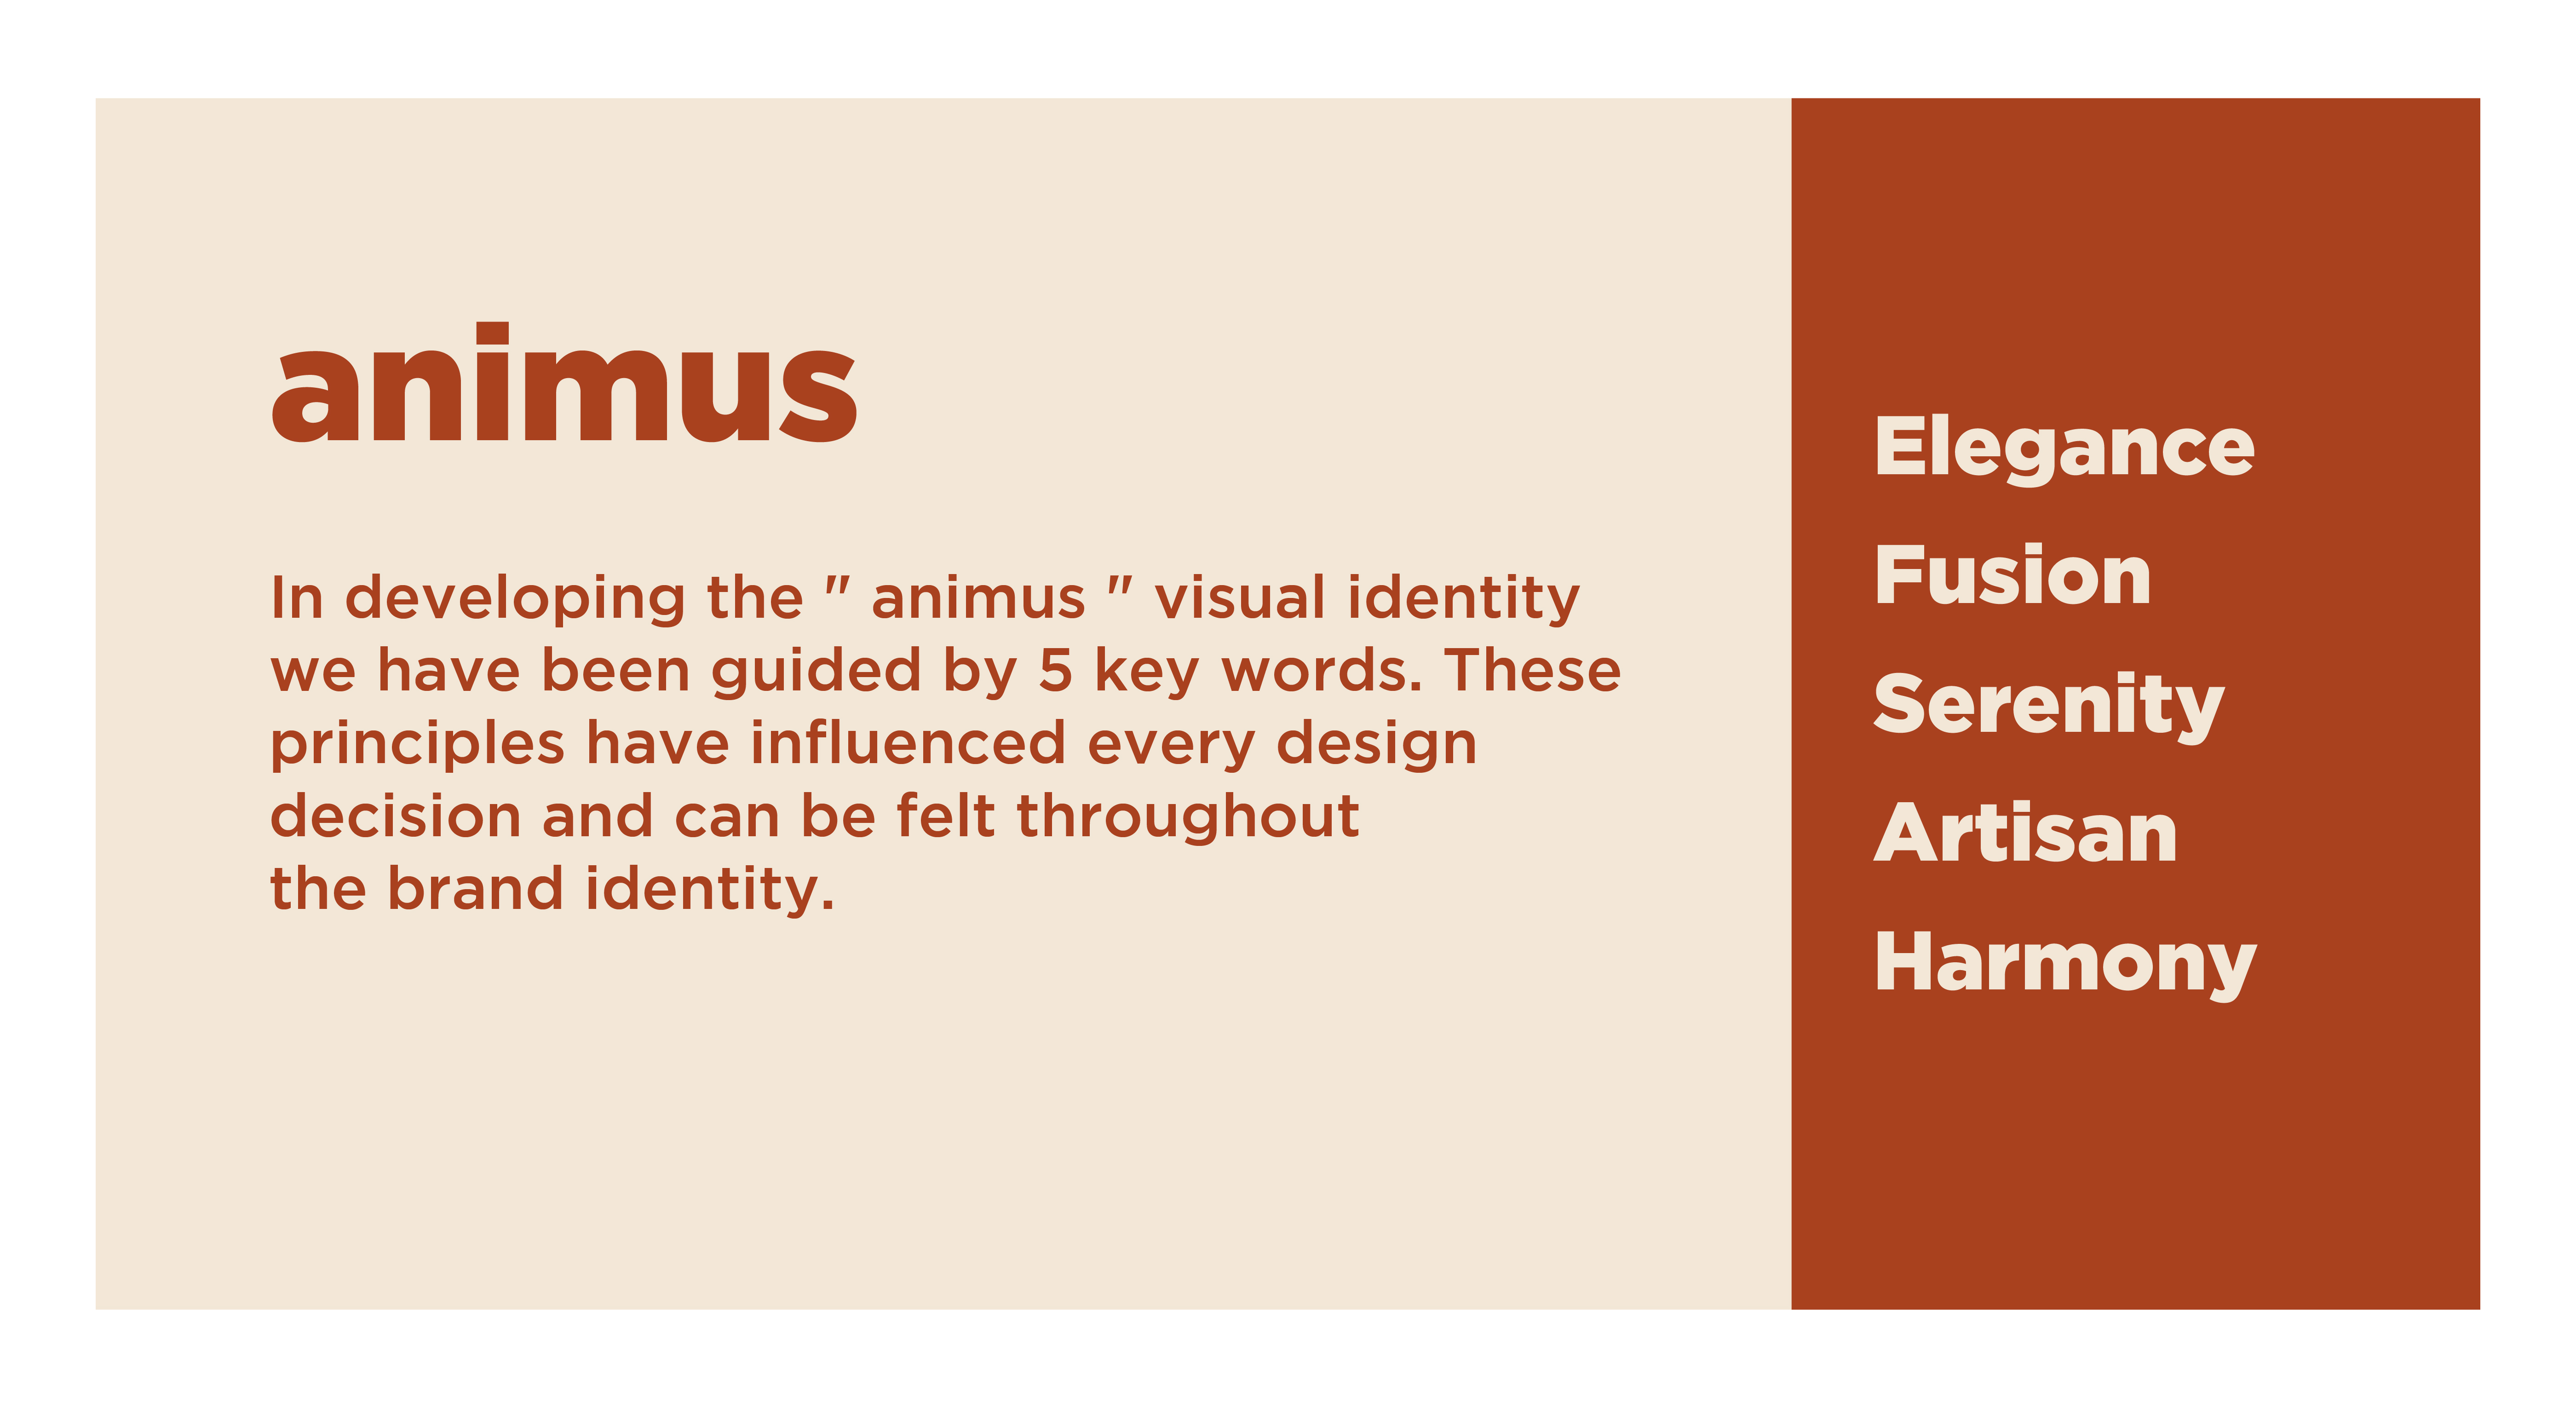 animus
In developing the " animus " visual identity
we have been guided by 5 key words. These
principles have influenced every design
decision and can be felt throughout
the brand identity.
Elegance
Fusion
Serenity
Artisan
Harmony